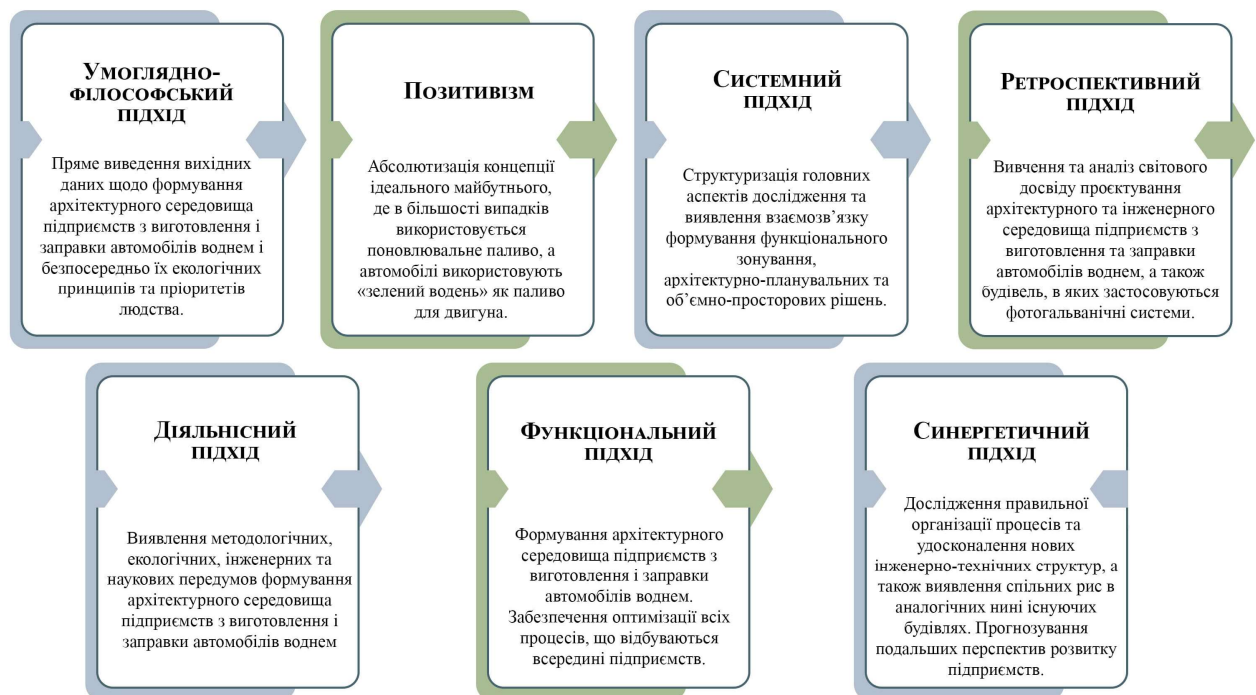 УМОГЛЯДНО-
ФІЛОСОФСЬКИЙ
ПІДХІД
Пряме виведення вихідних
даних щодо формування
архітектурного середовища
підприємств з виготовлення і
заправки автомобілів воднем і
безпосередньо їх екологічних
принципів та пріоритетів
людства.
ПОЗИТИВІЗМ
Абсолютизація концепції
ідеального майбутнього,
де в більшості випадків
використовується
поновлювальне паливо, а
автомобілі використовують
«зелений водень» як паливо
для двигуна.
СИСТЕМНИЙ
ПІДХІД
Структуризація головних
аспектів дослідження та
виявлення взаємозв’язку
формування функціонального
зонування,
архітектурно-планувальних та
об’ємно-просторових рішень.
РЕТРОСПЕКТИВНИЙ
ПІДХІД
Вивчення та аналіз світового
досвіду проєктування
архітектурного та інженерного
середовища підприємств з
виготовлення та заправки
автомобілів воднем, а також
будівель, в яких застосовуються
фотогальванічні системи.
ДІЯЛЬНІСНИЙ
ПІДХІД
Виявлення методологічних,
екологічних, інженерних та
наукових передумов формування
архітектурного середовища
підприємств з виготовлення і
заправки автомобілів воднем
ФУНКЦІОНАЛЬНИЙ
ПІДХІД
Формування архітектурного
середовища підприємств з
виготовлення і заправки
автомобілів воднем.
Забезпечення оптимізації всіх
процесів, що відбуваються
всередині підприємств.
СИНЕРГЕТИЧНИЙ
ПІДХІД
Дослідження правильної
організації процесів та
удосконалення нових
інженерно-технічних структур, а
також виявлення спільних рис в
аналогічних нині існуючих
будівлях. Прогнозування
подальших перспектив розвитку
підприємств.